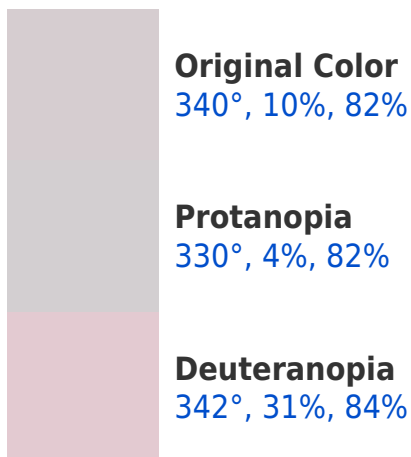 Original Color
340°, 10%, 82%
Protanopia
330°, 4%, 82%
Deuteranopia
342°, 31%, 84%